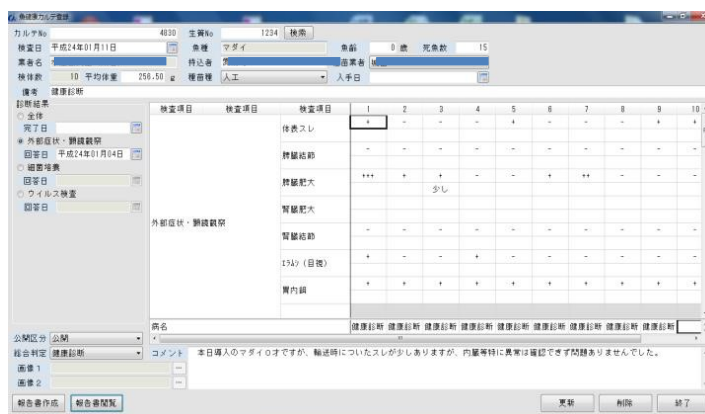 魚健康カルテ登録
カルテNo 4830 生簀No 1234 検索
検査日 平成24年01月11日 魚種 マダイ 魚齢 0 歳 死魚数 15
業者名 持込者 苗業者
検体数 10 平均体重 256.50 g 種苗種 人工 入手日
備考 健康診断
診断結果
全体
完了日
外部症状・顕鏡観察
回答日 平成24年01月04日
細菌培養
回答日
ウイルス検査
回答日
検査項目 検査項目 検査項目 1 2 3 4 5 6 7 8 9 10
外部症状・顕鏡観察
体表スレ + - - - + - - - + +
脾臓結節 - - - - - - - - - -
脾臓肥大 +++ + + - - + ++ - - -
少し
腎臓肥大
腎臓結節 - - - - - - - - - -
エラムシ(目視) + - - + - - - - - -
胃内餌 + + + + + + + + + +
病名 健康診断 健康診断 健康診断 健康診断 健康診断 健康診断 健康診断 健康診断 健康診断
公開区分 公開
総合判定 健康診断 コメント 本日導入のマダイ0才ですが、輸送時についたスレが少しありますが、内臓等特に異常は確認できず問題ありませんでした。
画像1
画像2
報告書作成 報告書閲覧 更新 削除 終了